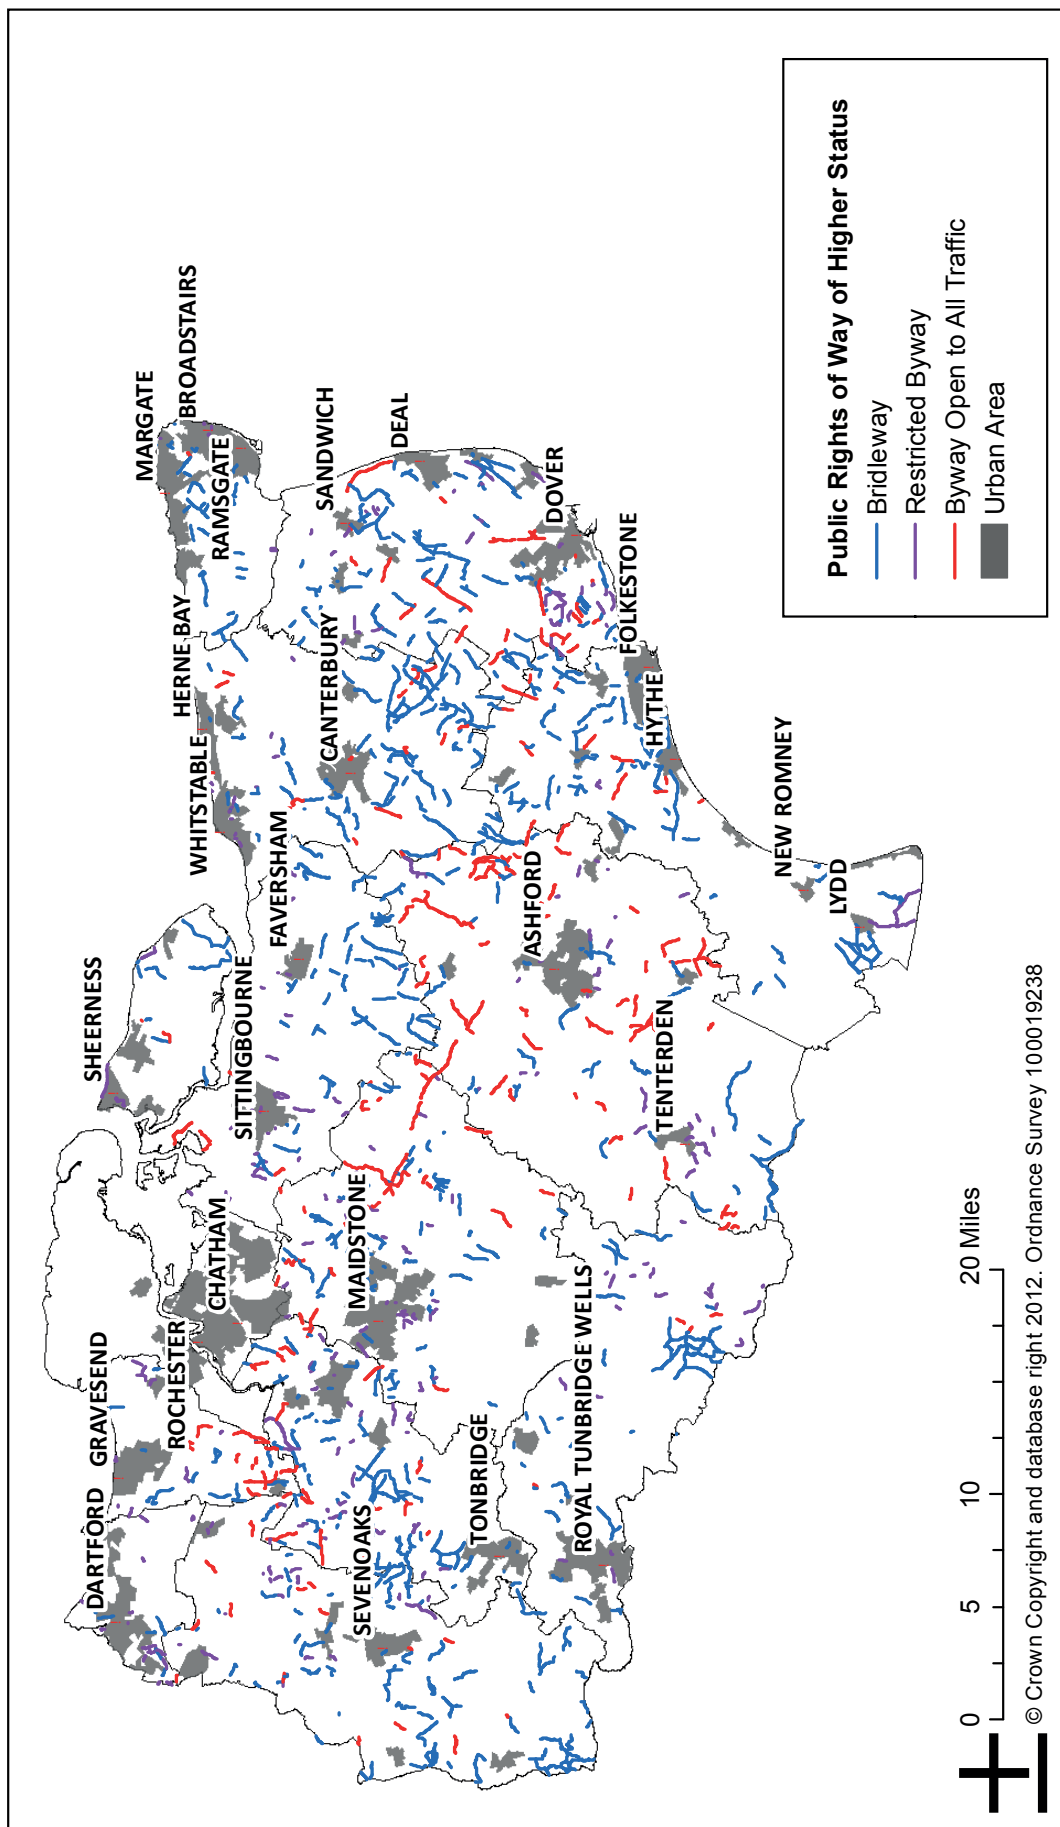 SHEERNESS
MARGATE
BROADSTAIRS
DARTFORD
GRAVESEND
ROCHESTER
CHATHAM
SITTINGBOURNE
WHITSTABLE
HERNE BAY
RAMSGATE
FAVERSHAM
SANDWICH
CANTERBURY
SEVENOAKS
MAIDSTONE
DEAL
TONBRIDGE
ASHFORD
DOVER
ROYAL TUNBRIDGE WELLS
FOLKESTONE
TENTERDEN
HYTHE
NEW ROMNEY
LYDD
Public Rights of Way of Higher Status
Bridleway
Restricted Byway
Byway Open to All Traffic
Urban Area
0 5 10 20 Miles
© Crown Copyright and database right 2012. Ordnance Survey 100019238